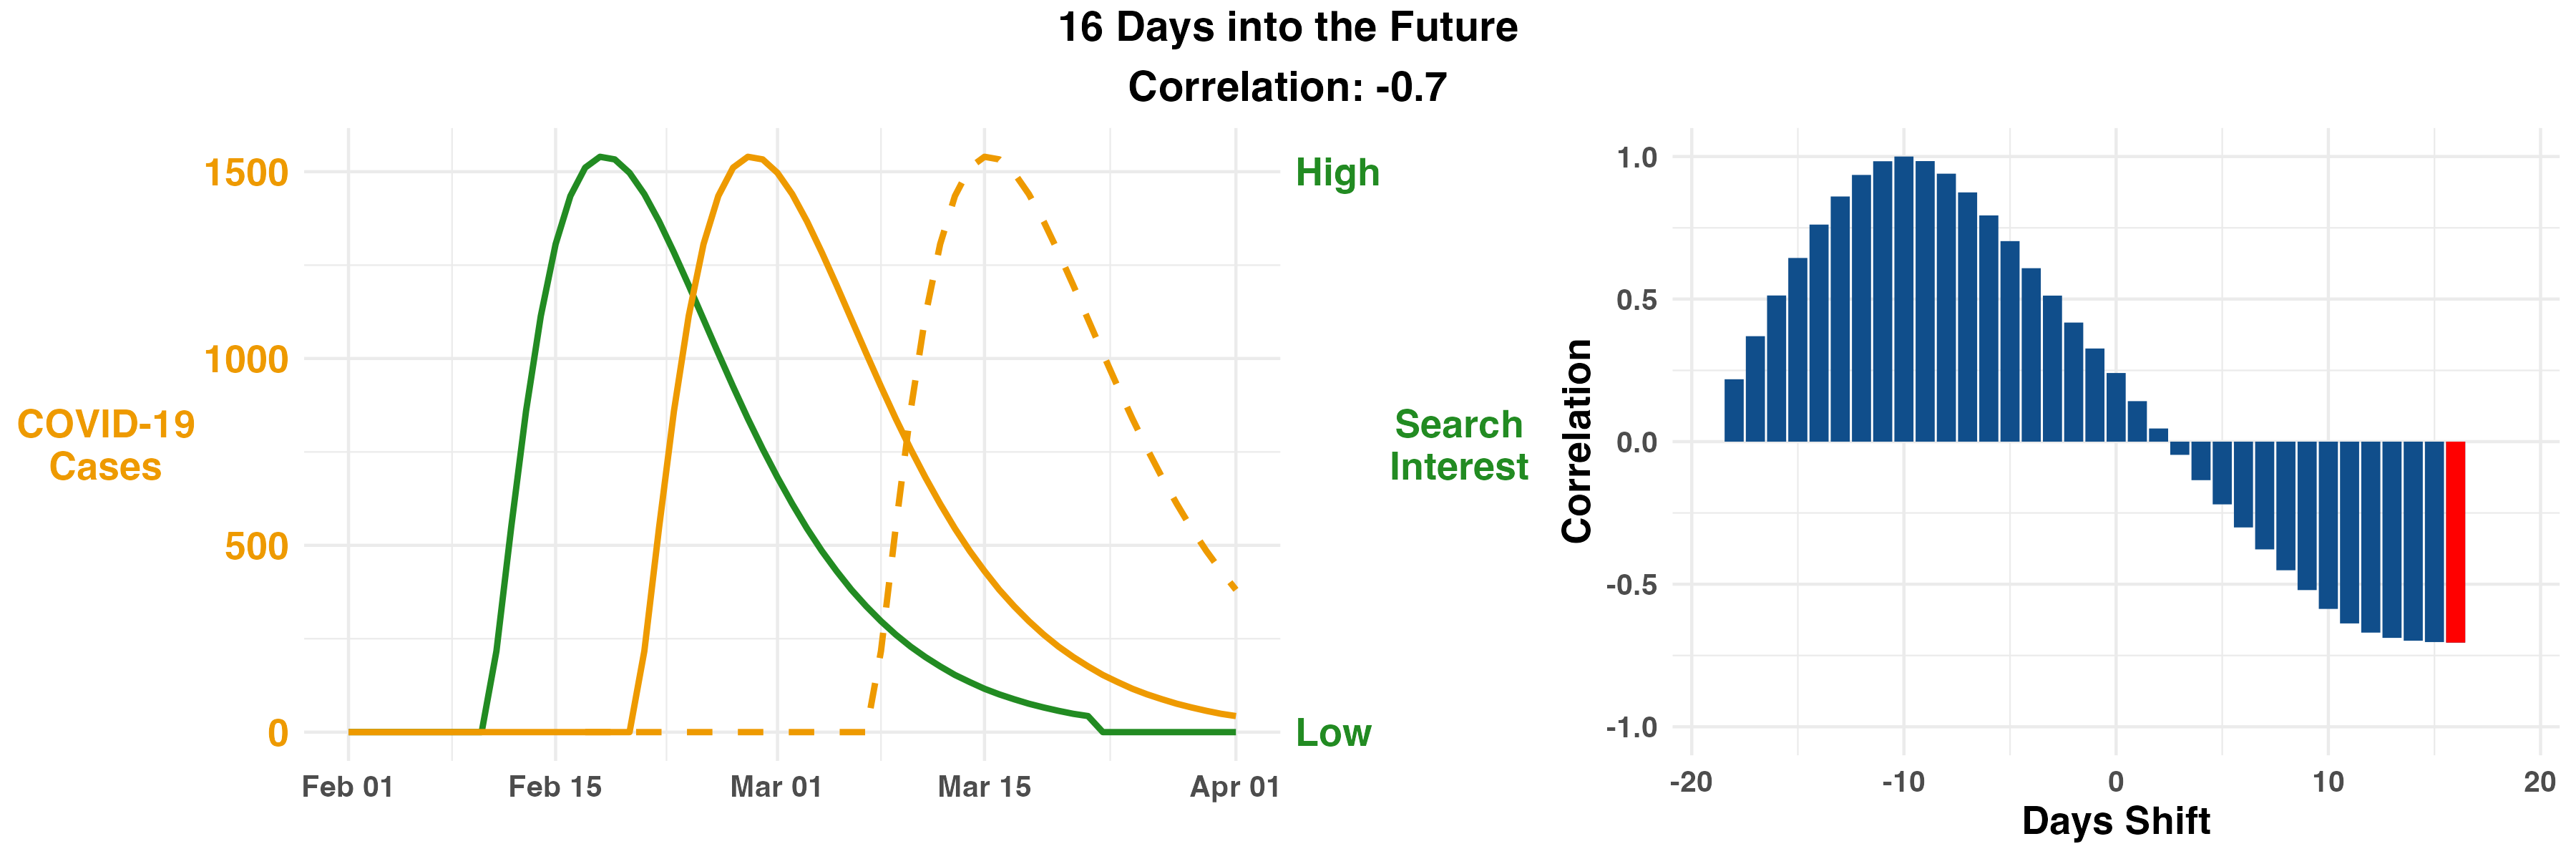 16 Days into the Future
Correlation: -0.7
1500
1000
500
0
COVID-19
Cases
Feb 01
Feb 15
Mar 01
Mar 15
Apr 01
High
Low
Search
Interest
Correlation
1.0
0.5
0.0
-0.5
-1.0
-20
-10
0
10
20
Days Shift